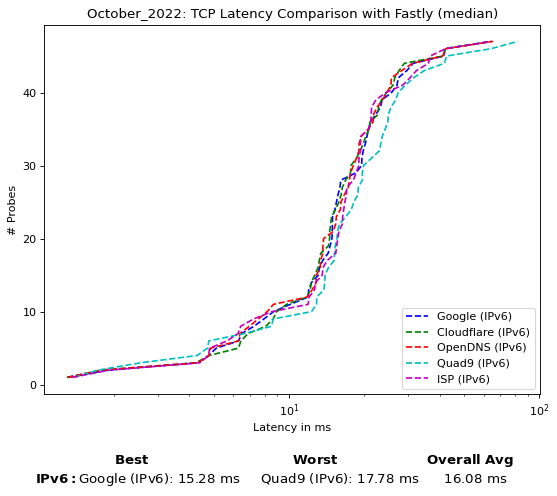 October_2022: TCP Latency Comparison with Fastly (median)
# Probes
40
30
20
10
0
Google (IPv6)
Cloudflare (IPv6)
OpenDNS (IPv6)
Quad9 (IPv6)
ISP (IPv6)
10¹
10²
Latency in ms
Best Worst Overall Avg
IPv6: Google (IPv6): 15.28 ms Quad9 (IPv6): 17.78 ms 16.08 ms